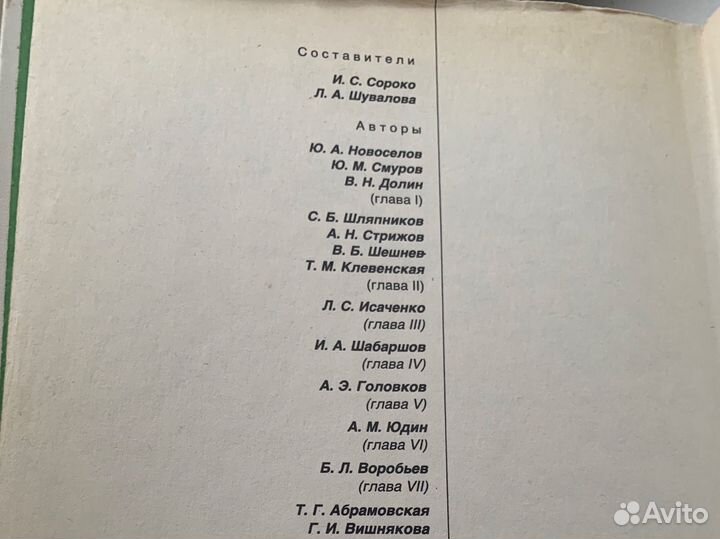 Составители
И. С. Сороко
Л. А. Шувалова
Авторы
Ю. А. Новоселов
Ю. М. Смуров
В. Н. Долин
(глава I)
С. Б. Шляпников
А. Н. Стрижов
В. Б. Шешнев
Т. М. Клевенская
(глава II)
Л. С. Исаченко
(глава III)
И. А. Шабаршов
(глава IV)
А. Э. Головков
(глава V)
А. М. Юдин
(глава VI)
Б. Л. Воробьев
(глава VII)
Т. Г. Абрамовская
Г. И. Вишнякова
Avito